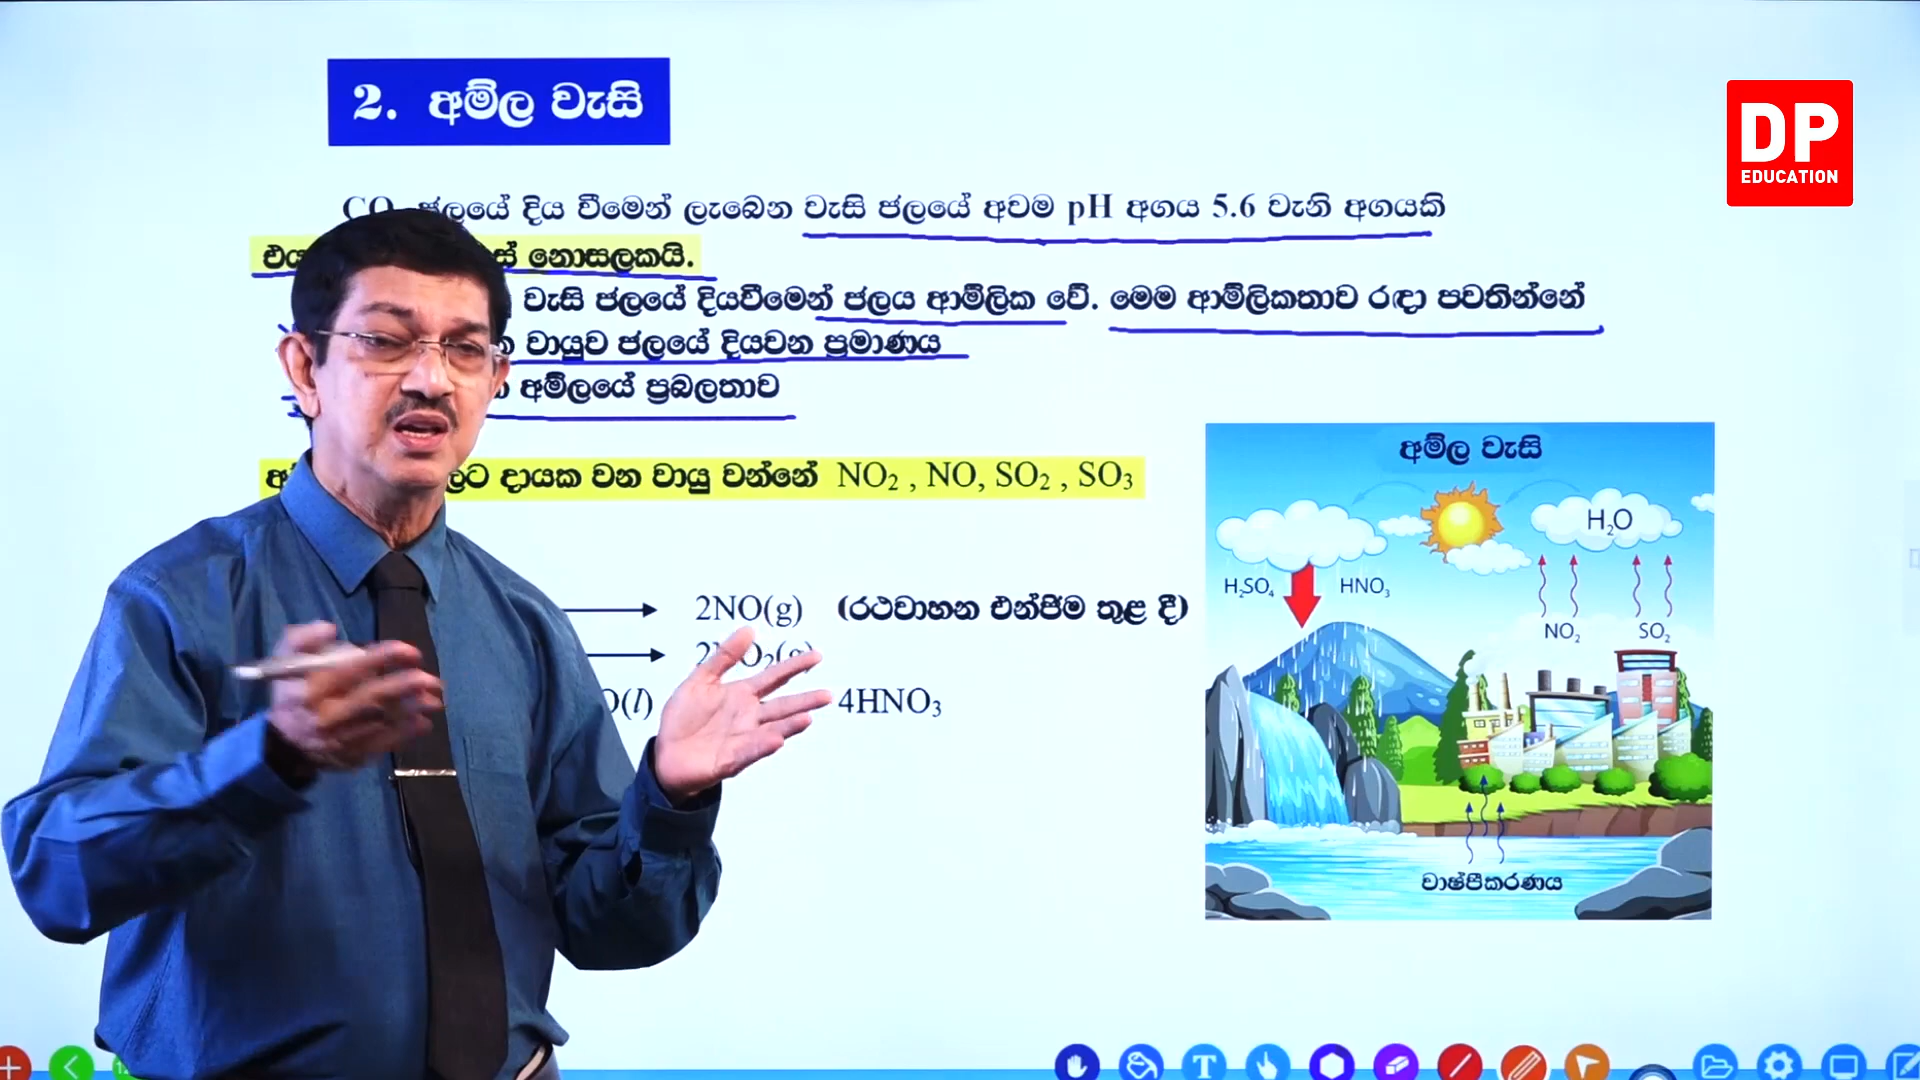 2. අම්ල වැසි
DP
EDUCATION
ජලයේ දිය වීමෙන් ලැබෙන වැසි ජලයේ අවම pH අගය 5.6 වැනි අගයකි
නොසලකයි.
වැසි ජලයේ දියවීමෙන් ජලය ආම්ලික වේ. මෙම ආම්ලිකතාව රඳා පවතින්නේ
වායුව ජලයේ දියවන ප්‍රමාණය
අම්ලයේ ප්‍රබලතාව
දායක වන වායු වන්නේ NO₂ , NO, SO₂ , SO₃
2NO(g) (රථවාහන එන්ජිම තුළ දී)
4HNO₃
අම්ල වැසි
H₂O
H₂SO₄ HNO₃
NO₂ SO₂
වාෂ්පීකරණය